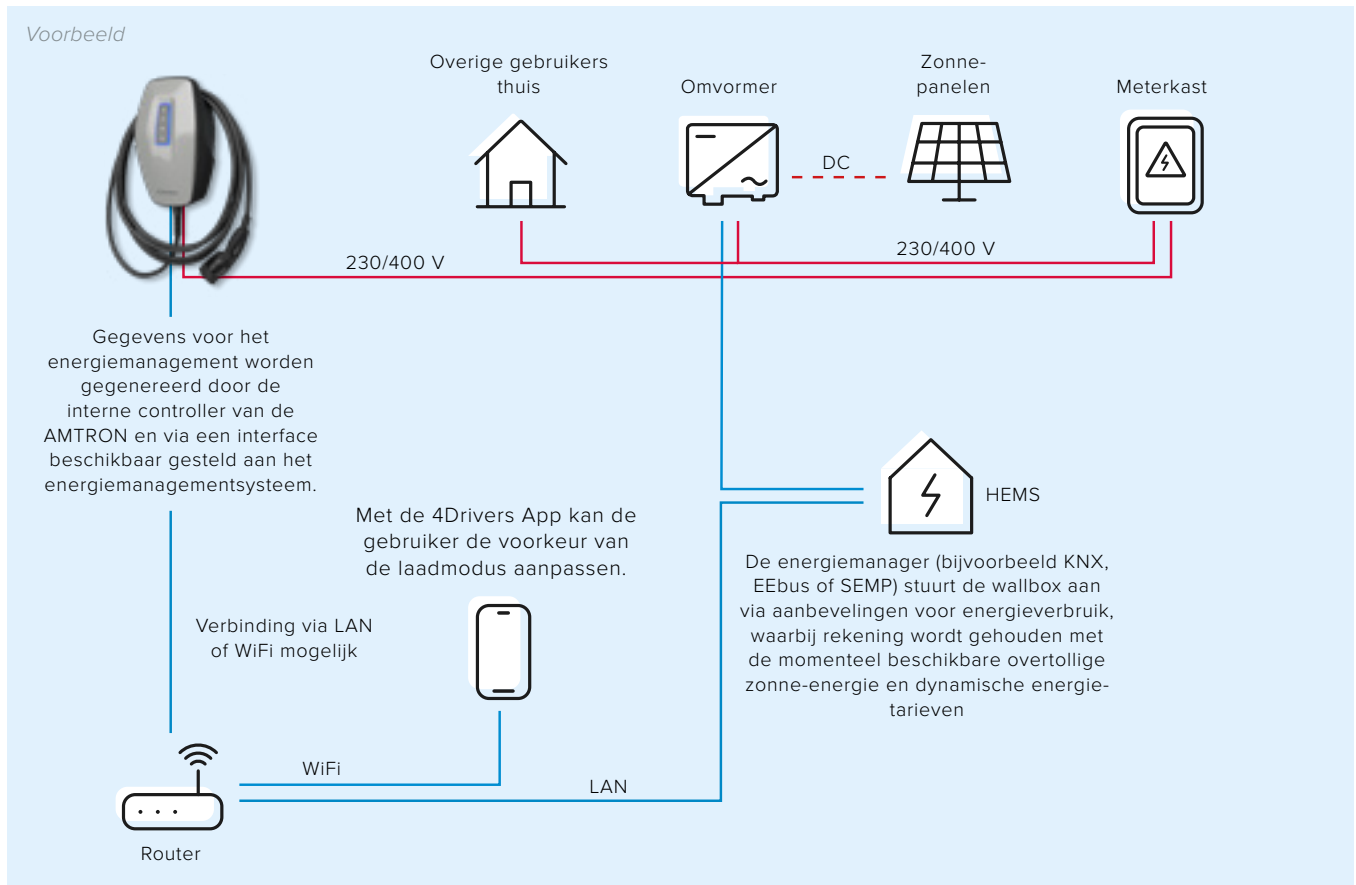 Voorbeeld
Overige gebruikers
thuis
Omvormer
Zonne-
panelen
Meterkast
DC
230/400 V
230/400 V
Gegevens voor het
energiemanagement worden
gegenereerd door de
interne controller van de
AMTRON en via een interface
beschikbaar gesteld aan het
energiemanagementsysteem.
HEMS
Met de 4Drivers App kan de
gebruiker de voorkeur van
de laadmodus aanpassen.
De energiemanager (bijvoorbeeld KNX,
EEbus of SEMP) stuurt de wallbox aan
via aanbevelingen voor energieverbruik,
waarbij rekening wordt gehouden met
de momenteel beschikbare overtollige
zonne-energie en dynamische energie-
tarieven
Verbinding via LAN
of WiFi mogelijk
WiFi
LAN
Router